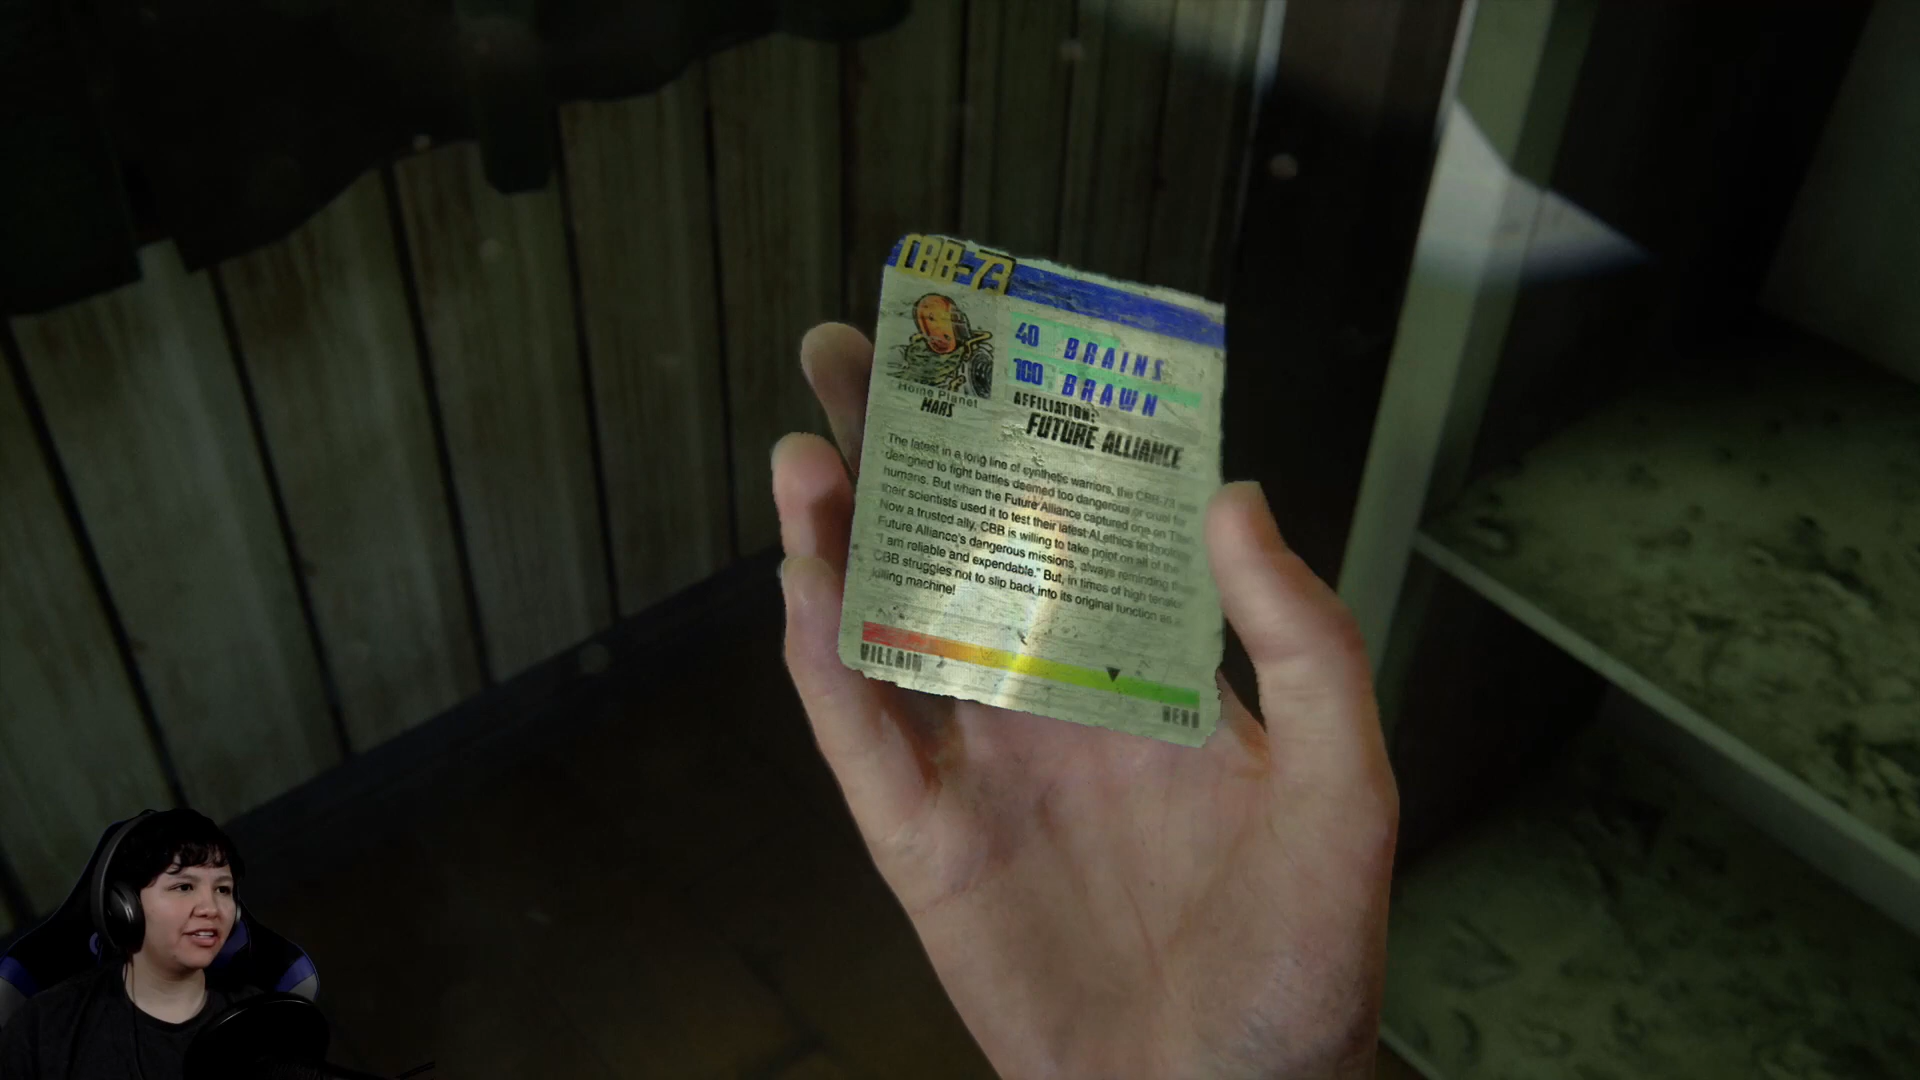 CBB-73
40 BRAINS
100 BRAWN
Home Planet
MARS
AFFILIATION:
FUTURE ALLIANCE
The latest in a long line of synthetic warriors, the CBB-73 was
designed to fight battles deemed too dangerous or cruel for
humans. But when the Future Alliance captured one on Titan
their scientists used it to test their latest AI ethics technology
Now a trusted ally, CBB is willing to take point on all of the
Future Alliance's dangerous missions, always reminding
"I am reliable and expendable." But, in times of high tension
CBB struggles not to slip back into its original function as a
killing machine!
VILLAIN
HERO